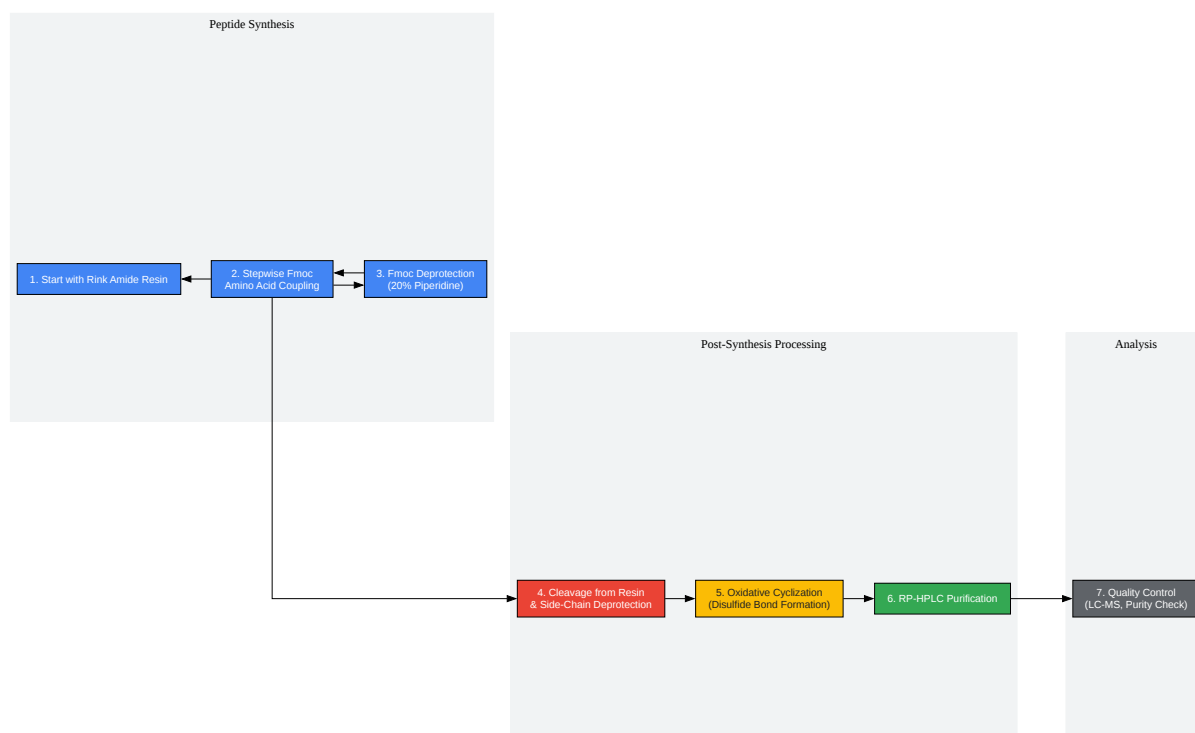 Peptide Synthesis
1. Start with Rink Amide Resin
2. Stepwise Fmoc
Amino Acid Coupling
3. Fmoc Deprotection
(20% Piperidine)
Post-Synthesis Processing
4. Cleavage from Resin
& Side-Chain Deprotection
5. Oxidative Cyclization
(Disulfide Bond Formation)
6. RP-HPLC Purification
Analysis
7. Quality Control
(LC-MS, Purity Check)